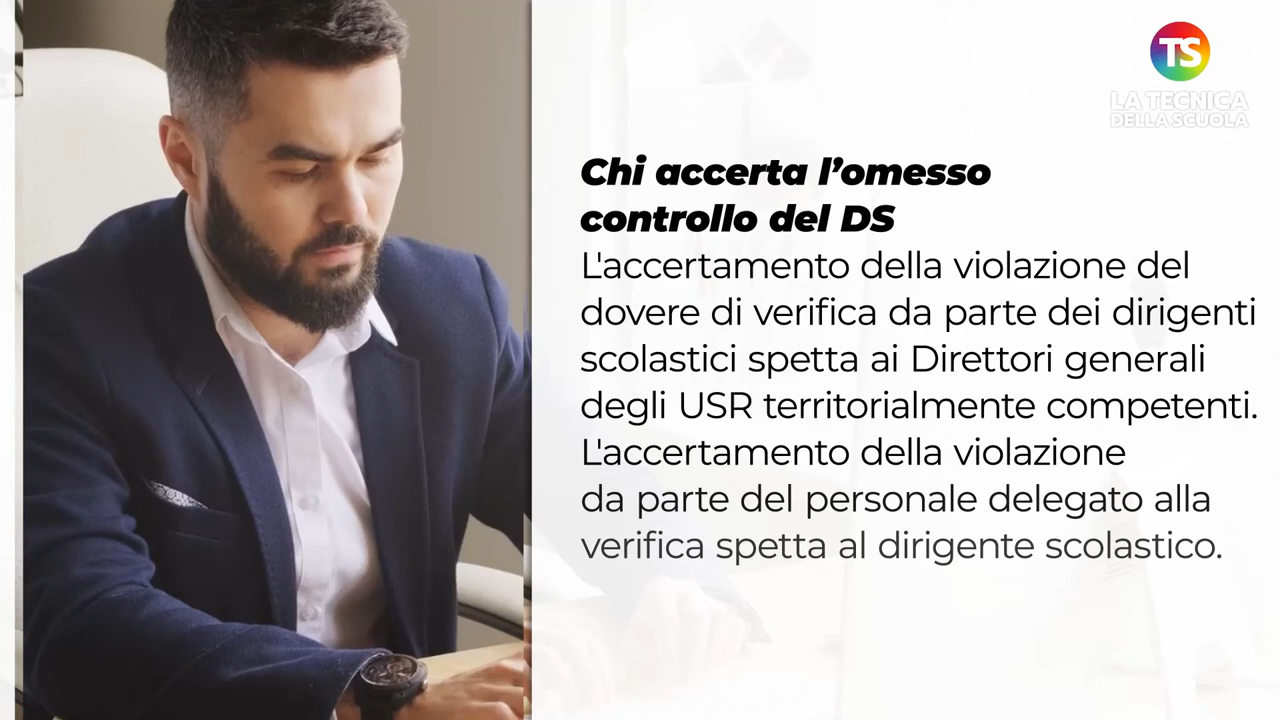 TS
LA TECNICA
DELLA SCUOLA
Chi accerta l’omesso
controllo del DS
L'accertamento della violazione del
dovere di verifica da parte dei dirigenti
scolastici spetta ai Direttori generali
degli USR territorialmente competenti.
L'accertamento della violazione
da parte del personale delegato alla
verifica spetta al dirigente scolastico.